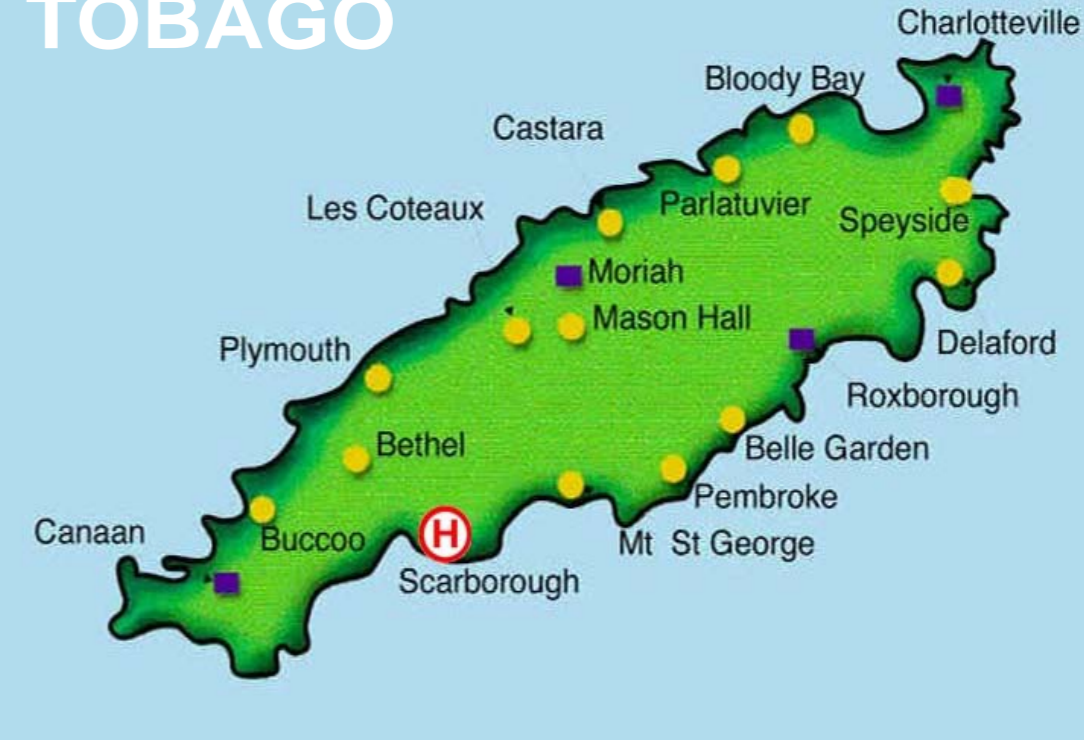 TOBAGO
Charlotteville
Bloody Bay
Castara
Parlatuvier
Les Coteaux
Speyside
Moriah
Mason Hall
Plymouth
Delaford
Roxborough
Bethel
Belle Garden
Pembroke
Canaan
Buccoo
H
Mt St George
Scarborough